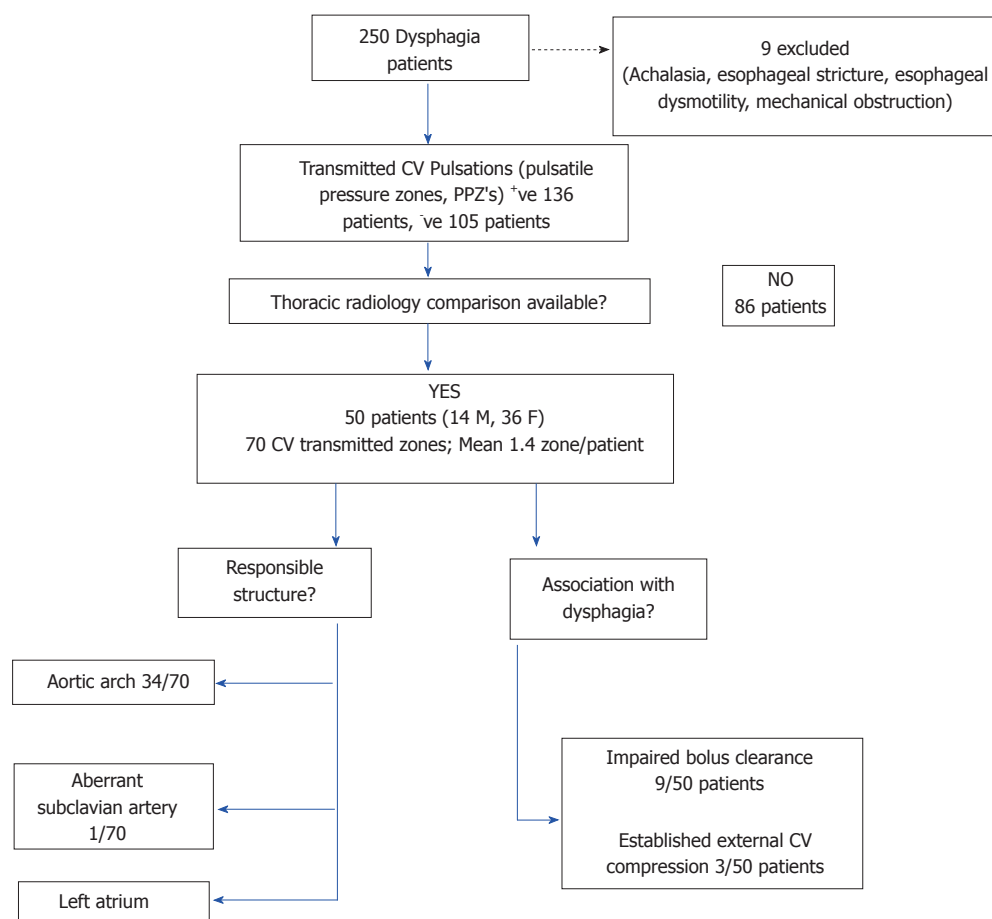 250 Dysphagia
patients
9 excluded
(Achalasia, esophageal stricture, esophageal
dysmotility, mechanical obstruction)
Transmitted CV Pulsations (pulsatile
pressure zones, PPZ's) ⁺ve 136
patients, ⁻ve 105 patients
Thoracic radiology comparison available?
NO
86 patients
YES
50 patients (14 M, 36 F)
70 CV transmitted zones; Mean 1.4 zone/patient
Responsible
structure?
Association with
dysphagia?
Aortic arch 34/70
Aberrant
subclavian artery
1/70
Left atrium
Impaired bolus clearance
9/50 patients
Established external CV
compression 3/50 patients